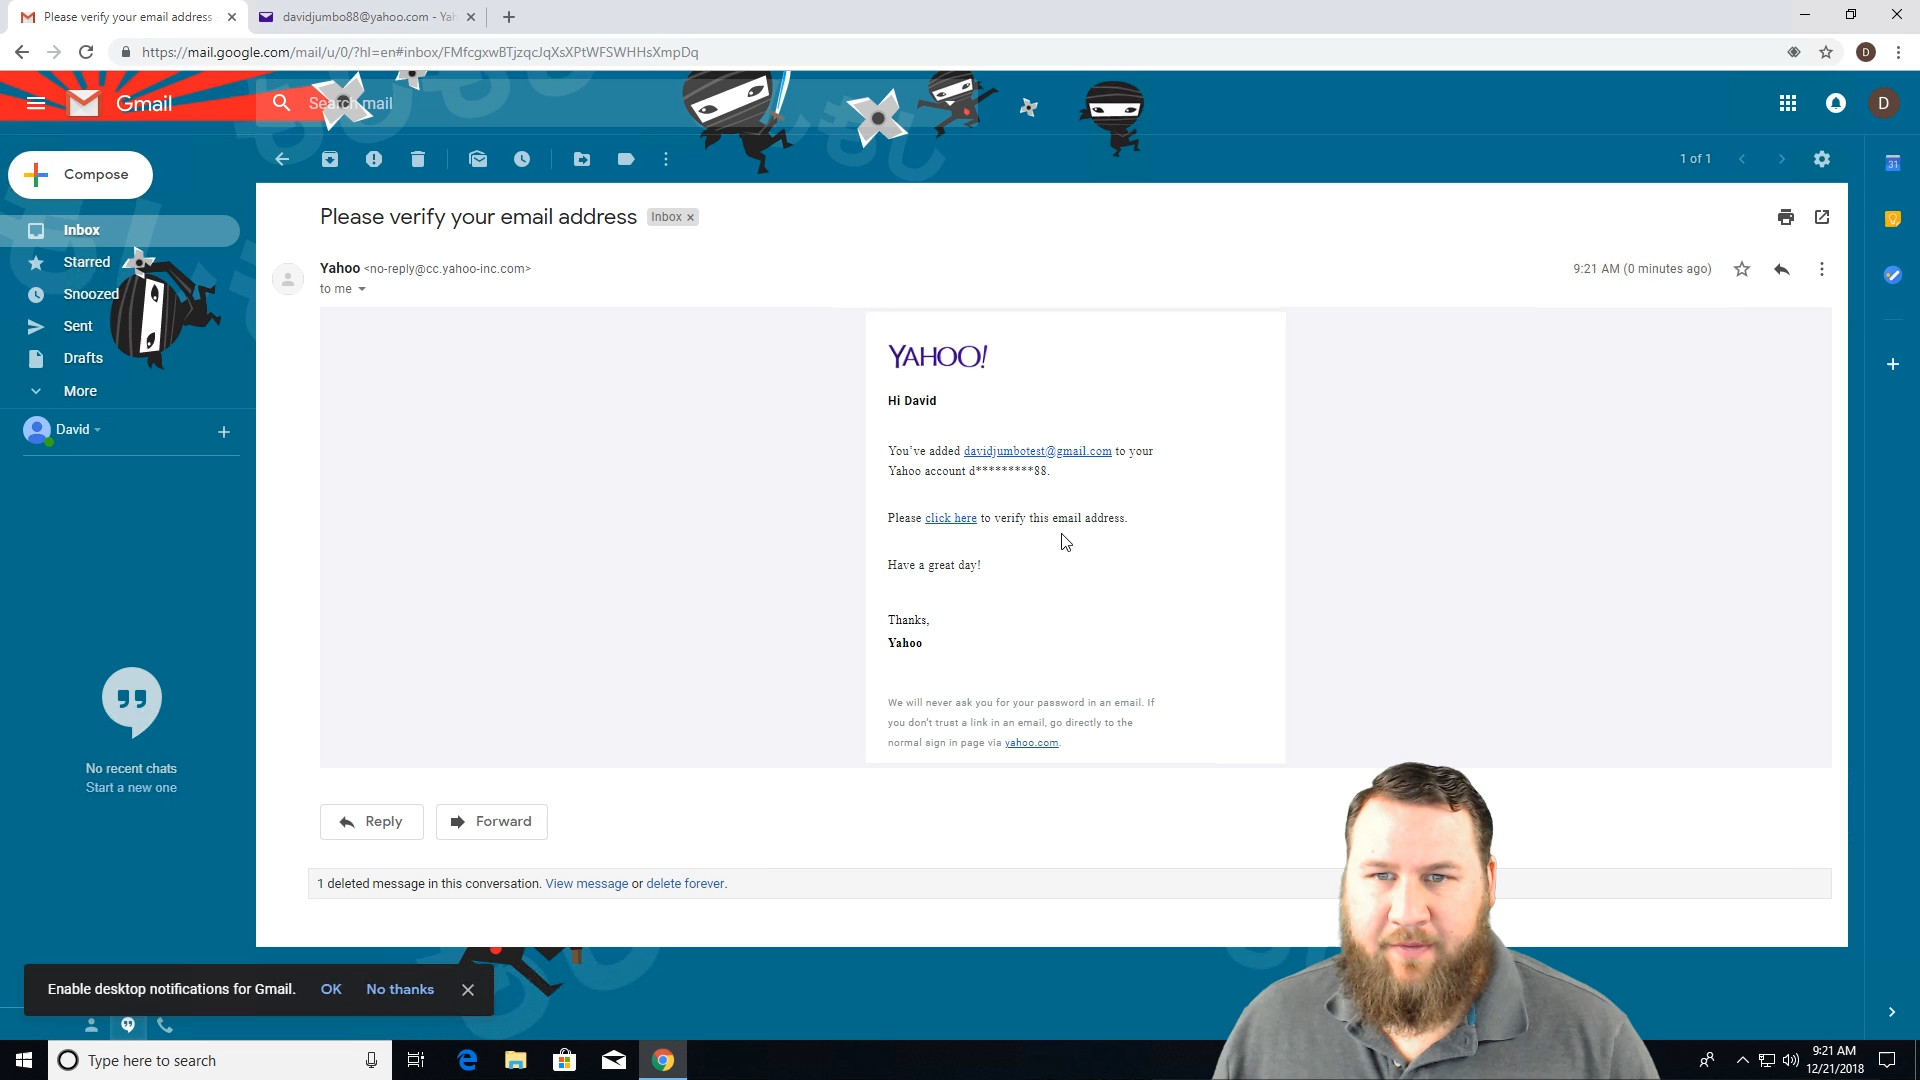 Please verify your email address
davidjumbo88@yahoo.com - Yah
https://mail.google.com/mail/u/0/?hl=en#inbox/FMfcgxwBTjzqcJqXsXPtWFSWHHsXmpDq
D
Gmail
Search mail
D
Compose
1 of 1
31
Inbox
Starred
Snoozed
Sent
Drafts
More
David
Please verify your email address
Inbox x
Yahoo <no-reply@cc.yahoo-inc.com>
9:21 AM (0 minutes ago)
to me
YAHOO!
Hi David
You've added davidjumbotest@gmail.com to your
Yahoo account d*********88.
Please click here to verify this email address.
Have a great day!
Thanks,
Yahoo
We will never ask you for your password in an email. If
you don't trust a link in an email, go directly to the
normal sign in page via yahoo.com.
No recent chats
Start a new one
Reply
Forward
1 deleted message in this conversation. View message or delete forever.
Enable desktop notifications for Gmail. OK No thanks
Type here to search
9:21 AM
12/21/2018